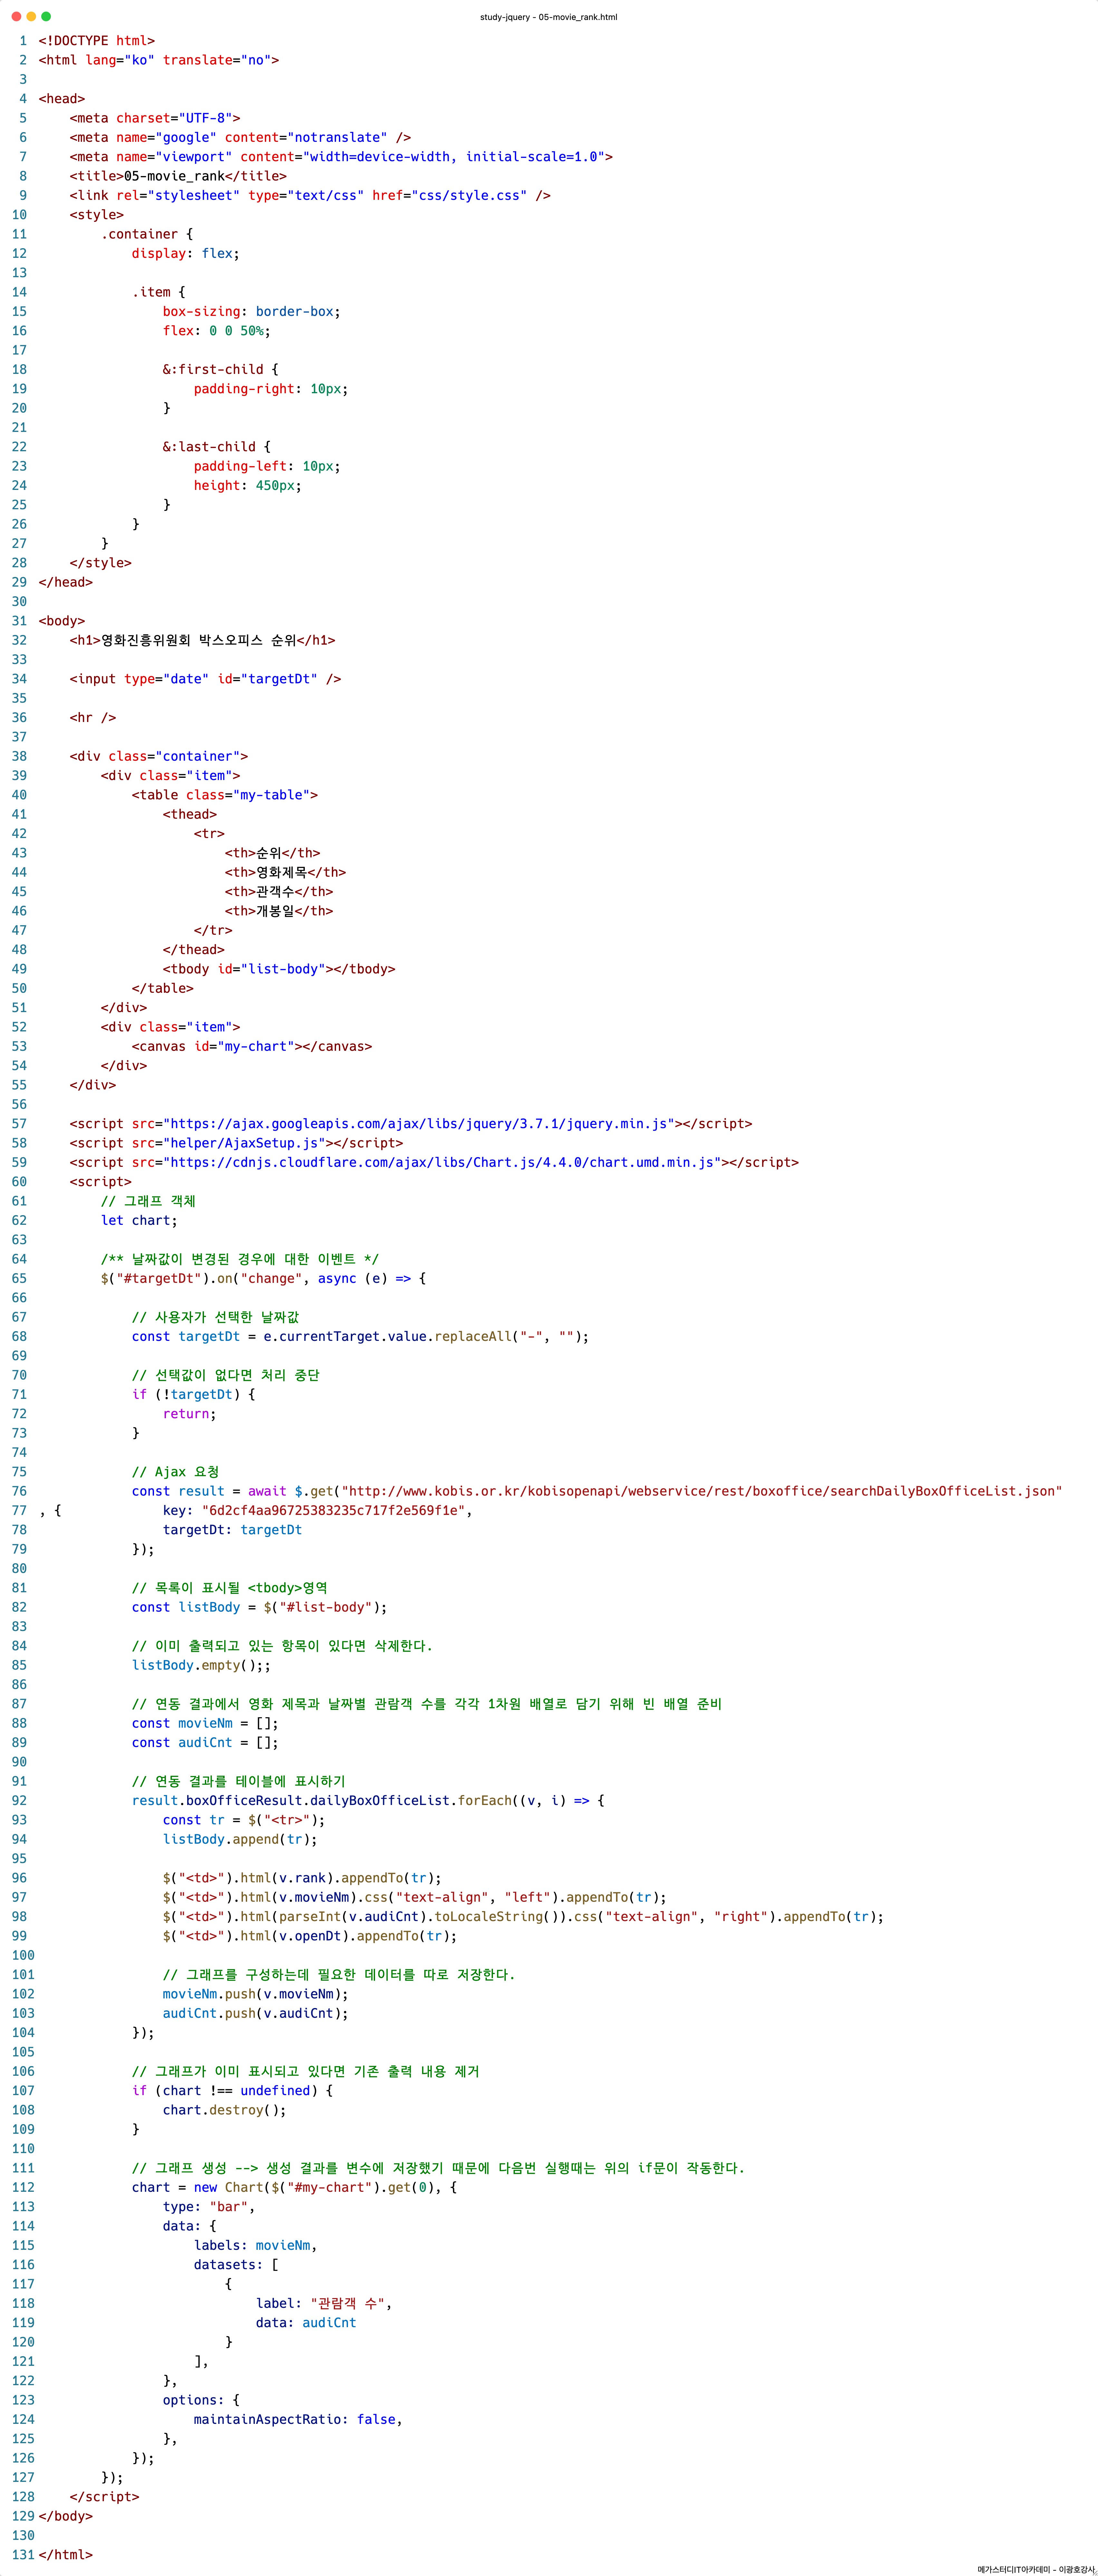 study-jquery - 05-movie_rank.html
1 <!DOCTYPE html>
2 <html lang="ko" translate="no">
3
4 <head>
5     <meta charset="UTF-8">
6     <meta name="google" content="notranslate" />
7     <meta name="viewport" content="width=device-width, initial-scale=1.0">
8     <title>05-movie_rank</title>
9     <link rel="stylesheet" type="text/css" href="css/style.css" />
10     <style>
11         .container {
12             display: flex;
13
14             .item {
15                 box-sizing: border-box;
16                 flex: 0 0 50%;
17
18                 &:first-child {
19                     padding-right: 10px;
20                 }
21
22                 &:last-child {
23                     padding-left: 10px;
24                     height: 450px;
25                 }
26             }
27         }
28     </style>
29 </head>
30
31 <body>
32     <h1>영화진흥위원회 박스오피스 순위</h1>
33
34     <input type="date" id="targetDt" />
35
36     <hr />
37
38     <div class="container">
39         <div class="item">
40             <table class="my-table">
41                 <thead>
42                     <tr>
43                         <th>순위</th>
44                         <th>영화제목</th>
45                         <th>관객수</th>
46                         <th>개봉일</th>
47                     </tr>
48                 </thead>
49                 <tbody id="list-body"></tbody>
50             </table>
51         </div>
52         <div class="item">
53             <canvas id="my-chart"></canvas>
54         </div>
55     </div>
56
57     <script src="https://ajax.googleapis.com/ajax/libs/jquery/3.7.1/jquery.min.js"></script>
58     <script src="helper/AjaxSetup.js"></script>
59     <script src="https://cdnjs.cloudflare.com/ajax/libs/Chart.js/4.4.0/chart.umd.min.js"></script>
60     <script>
61         // 그래프 객체
62         let chart;
63
64         /** 날짜값이 변경된 경우에 대한 이벤트 */
65         $("#targetDt").on("change", async (e) => {
66
67             // 사용자가 선택한 날짜값
68             const targetDt = e.currentTarget.value.replaceAll("-", "");
69
70             // 선택값이 없다면 처리 중단
71             if (!targetDt) {
72                 return;
73             }
74
75             // Ajax 요청
76             const result = await $.get("http://www.kobis.or.kr/kobisopenapi/webservice/rest/boxoffice/searchDailyBoxOfficeList.json"
77 , {             key: "6d2cf4aa96725383235c717f2e569f1e",
78                 targetDt: targetDt
79             });
80
81             // 목록이 표시될 <tbody>영역
82             const listBody = $("#list-body");
83
84             // 이미 출력되고 있는 항목이 있다면 삭제한다.
85             listBody.empty();;
86
87             // 연동 결과에서 영화 제목과 날짜별 관람객 수를 각각 1차원 배열로 담기 위해 빈 배열 준비
88             const movieNm = [];
89             const audiCnt = [];
90
91             // 연동 결과를 테이블에 표시하기
92             result.boxOfficeResult.dailyBoxOfficeList.forEach((v, i) => {
93                 const tr = $("<tr>");
94                 listBody.append(tr);
95
96                 $("<td>").html(v.rank).appendTo(tr);
97                 $("<td>").html(v.movieNm).css("text-align", "left").appendTo(tr);
98                 $("<td>").html(parseInt(v.audiCnt).toLocaleString()).css("text-align", "right").appendTo(tr);
99                 $("<td>").html(v.openDt).appendTo(tr);
100
101                 // 그래프를 구성하는데 필요한 데이터를 따로 저장한다.
102                 movieNm.push(v.movieNm);
103                 audiCnt.push(v.audiCnt);
104             });
105
106             // 그래프가 이미 표시되고 있다면 기존 출력 내용 제거
107             if (chart !== undefined) {
108                 chart.destroy();
109             }
110
111             // 그래프 생성 --> 생성 결과를 변수에 저장했기 때문에 다음번 실행때는 위의 if문이 작동한다.
112             chart = new Chart($("#my-chart").get(0), {
113                 type: "bar",
114                 data: {
115                     labels: movieNm,
116                     datasets: [
117                         {
118                             label: "관람객 수",
119                             data: audiCnt
120                         }
121                     ],
122                 },
123                 options: {
124                     maintainAspectRatio: false,
125                 },
126             });
127         });
128     </script>
129 </body>
130
131 </html>
메가스터디IT아카데미 - 이광호강사